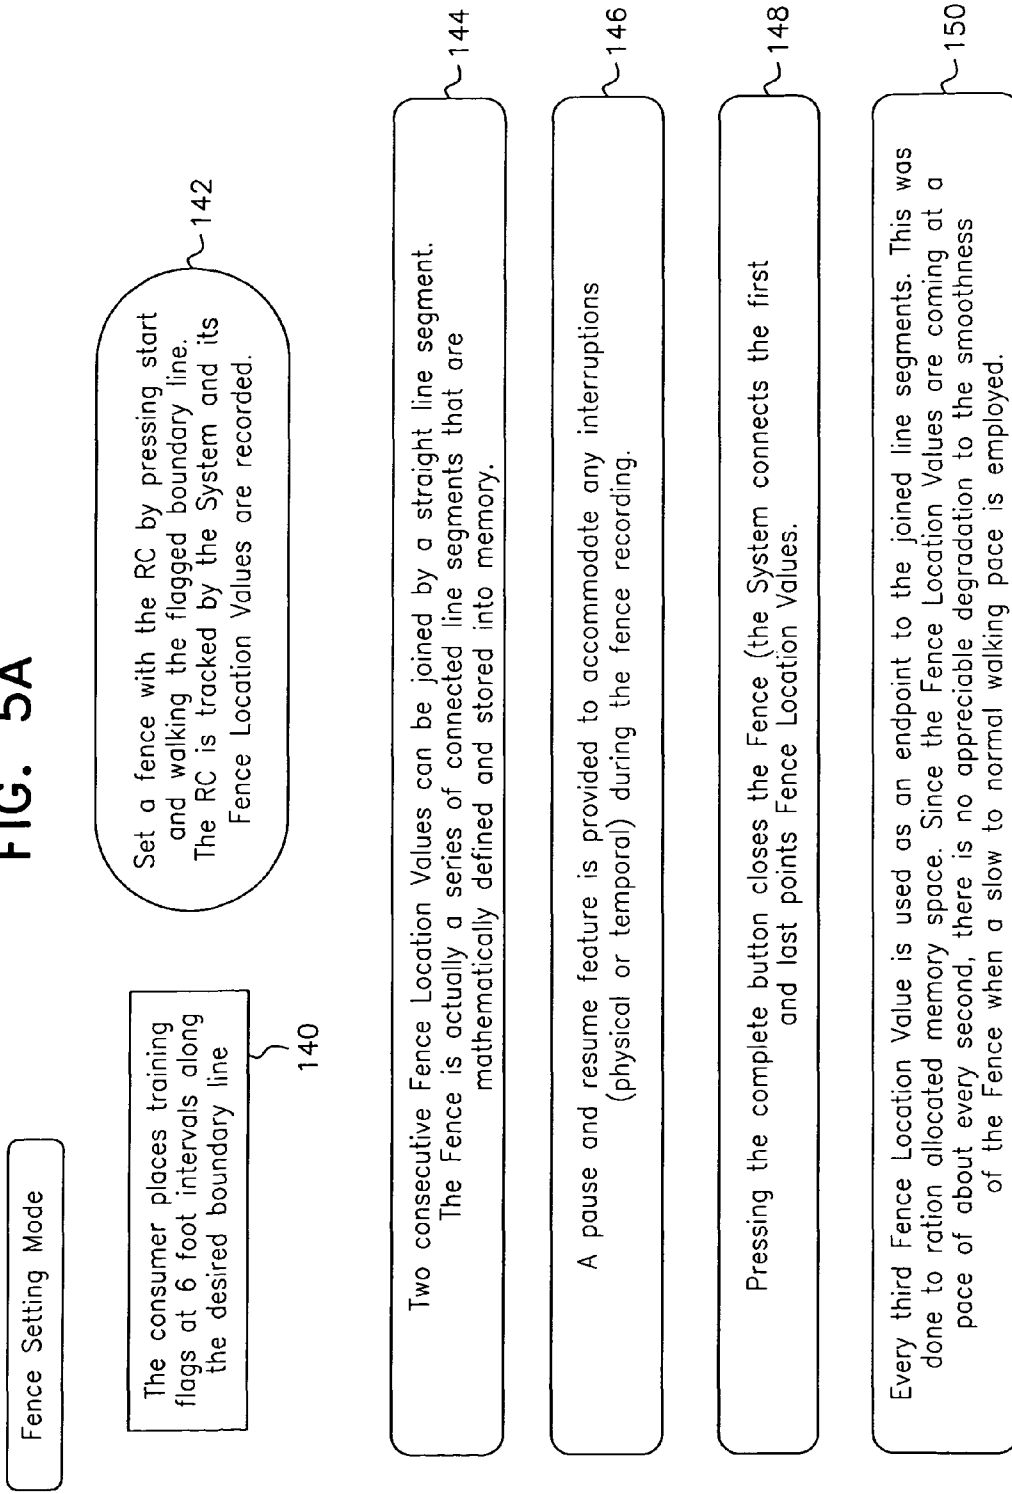 FIG. 5A
Fence Setting Mode
The consumer places training
flags at 6 foot intervals along
the desired boundary line
140
Set a fence with the RC by pressing start
and walking the flagged boundary line.
The RC is tracked by the System and its
Fence Location Values are recorded.
142
Two consecutive Fence Location Values can be joined by a straight line segment.
The Fence is actually a series of connected line segments that are
mathematically defined and stored into memory.
144
A pause and resume feature is provided to accommodate any interruptions
(physical or temporal) during the fence recording.
146
Pressing the complete button closes the Fence (the System connects the first
and last points Fence Location Values.
148
Every third Fence Location Value is used as an endpoint to the joined line segments. This was
done to ration allocated memory space. Since the Fence Location Values are coming at a
pace of about every second, there is no appreciable degradation to the smoothness
of the Fence when a slow to normal walking pace is employed.
150